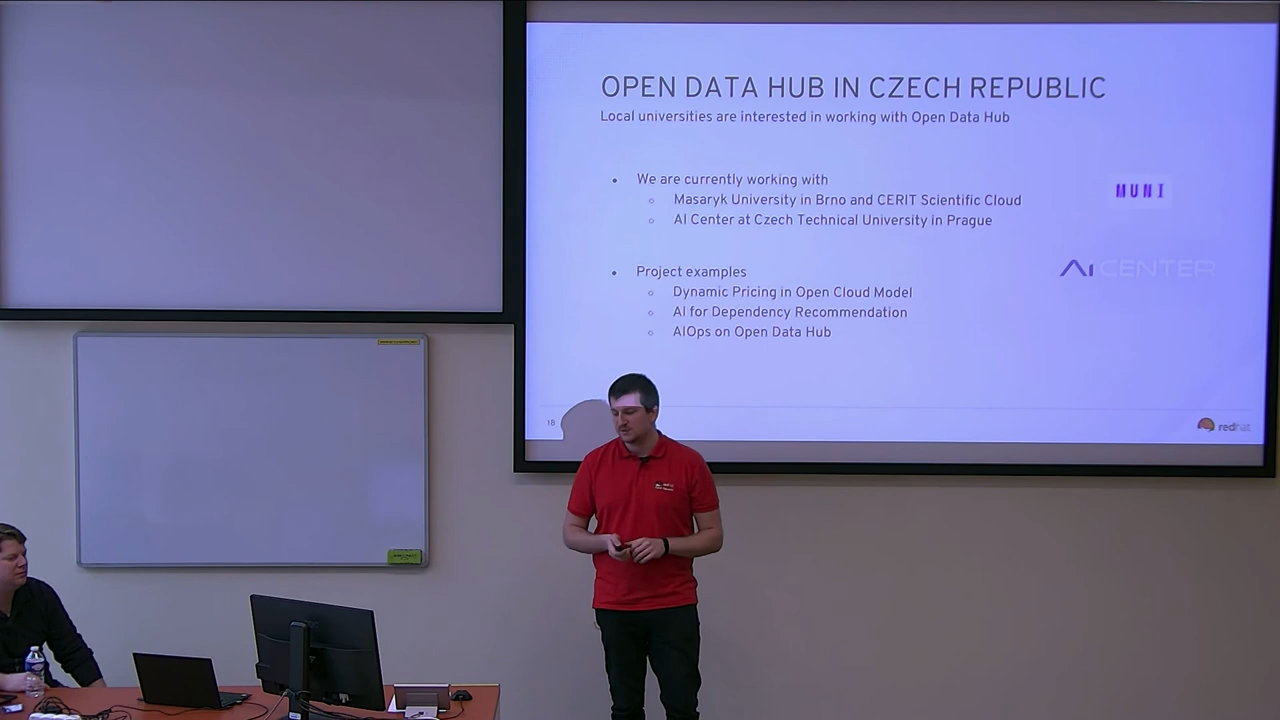 OPEN DATA HUB IN CZECH REPUBLIC
Local universities are interested in working with Open Data Hub
• We are currently working with
○ Masaryk University in Brno and CERIT Scientific Cloud
○ AI Center at Czech Technical University in Prague
MUNI
AI CENTER
• Project examples
○ Dynamic Pricing in Open Cloud Model
○ AI for Dependency Recommendation
○ AIOps on Open Data Hub
18
redhat